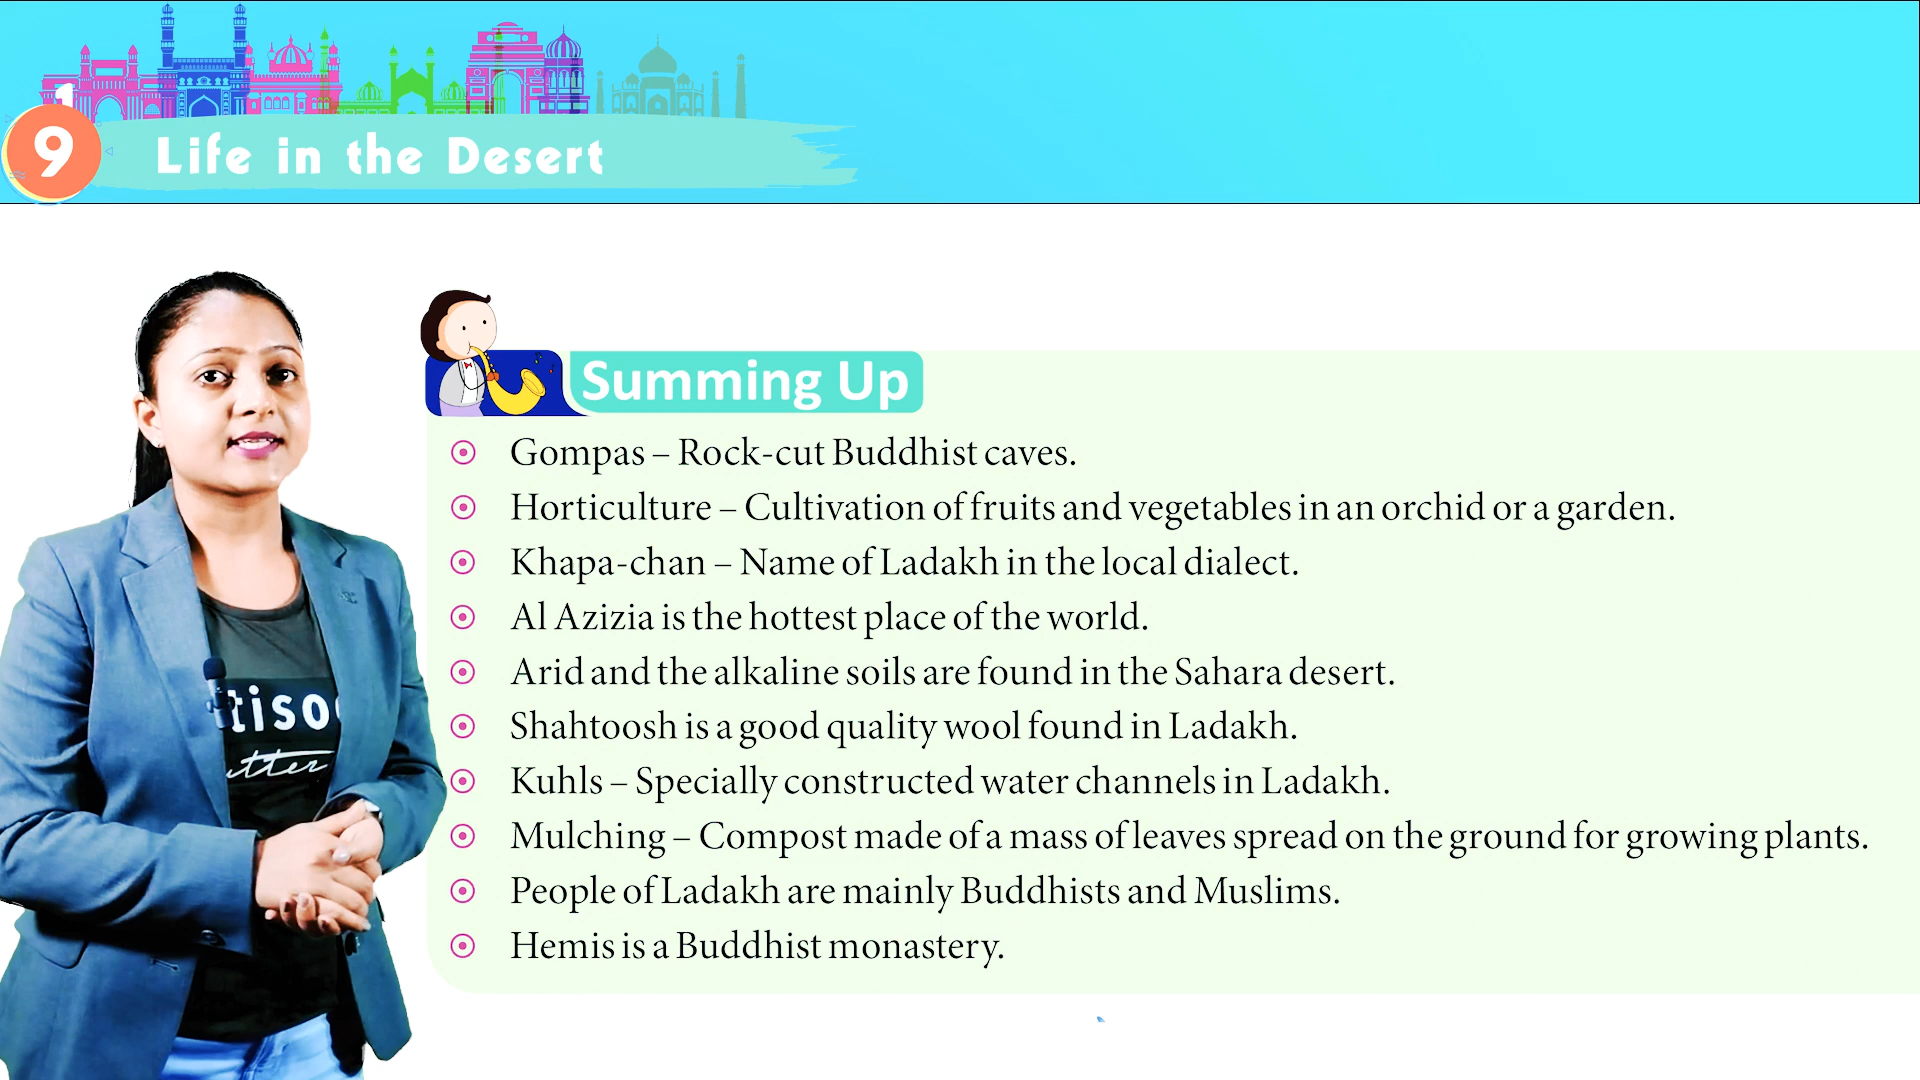 1
9
Life in the Desert
Summing Up
Gompas – Rock-cut Buddhist caves.
Horticulture – Cultivation of fruits and vegetables in an orchid or a garden.
Khapa-chan – Name of Ladakh in the local dialect.
Al Azizia is the hottest place of the world.
Arid and the alkaline soils are found in the Sahara desert.
Shahtoosh is a good quality wool found in Ladakh.
Kuhls – Specially constructed water channels in Ladakh.
Mulching – Compost made of a mass of leaves spread on the ground for growing plants.
People of Ladakh are mainly Buddhists and Muslims.
Hemis is a Buddhist monastery.